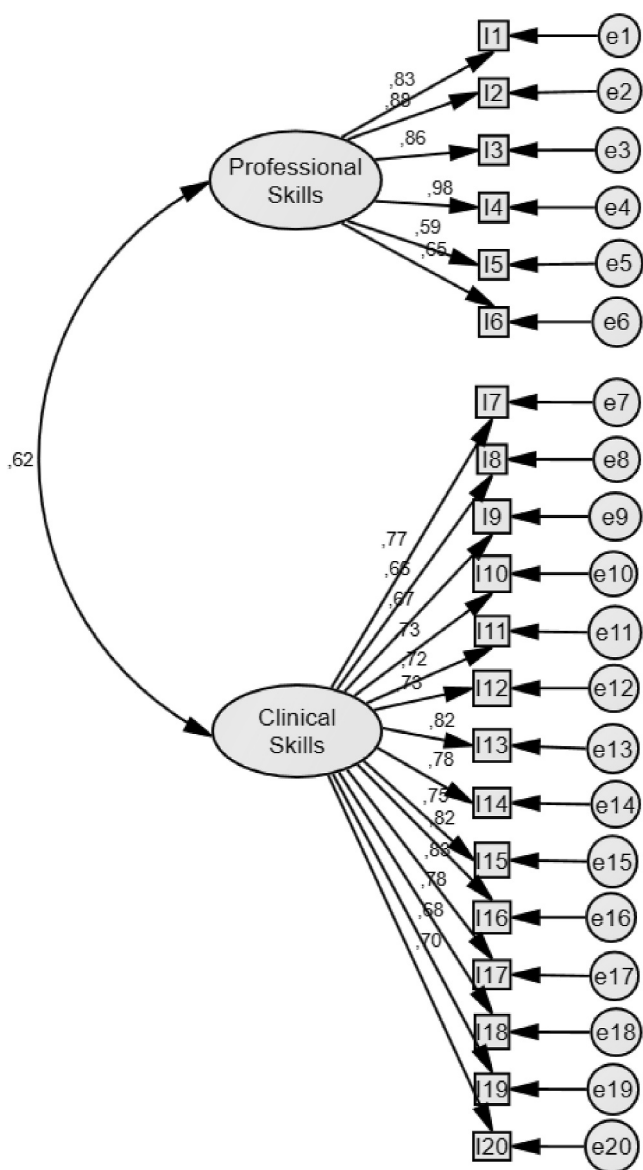 I1 e1
,83
,88 I2 e2
,86 I3 e3
Professional
Skills
,98 I4 e4
,59 I5 e5
,65
I6 e6
I7 e7
,62
I8 e8
I9 e9
,77
,66 I10 e10
,67
,73 I11 e11
,72
,73 I12 e12
Clinical
Skills
,82 I13 e13
,78
,75 I14 e14
,82
,83 I15 e15
,78
,68 I16 e16
,70
I17 e17
I18 e18
I19 e19
I20 e20